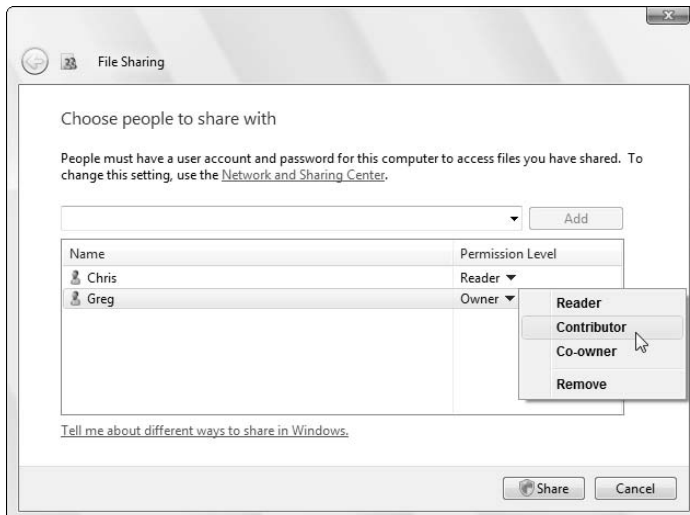 File Sharing
Choose people to share with
People must have a user account and password for this computer to access files you have shared. To
change this setting, use the Network and Sharing Center.
Add
Name Permission Level
Chris Reader
Greg Owner
Reader
Contributor
Co-owner
Remove
Tell me about different ways to share in Windows.
Share Cancel